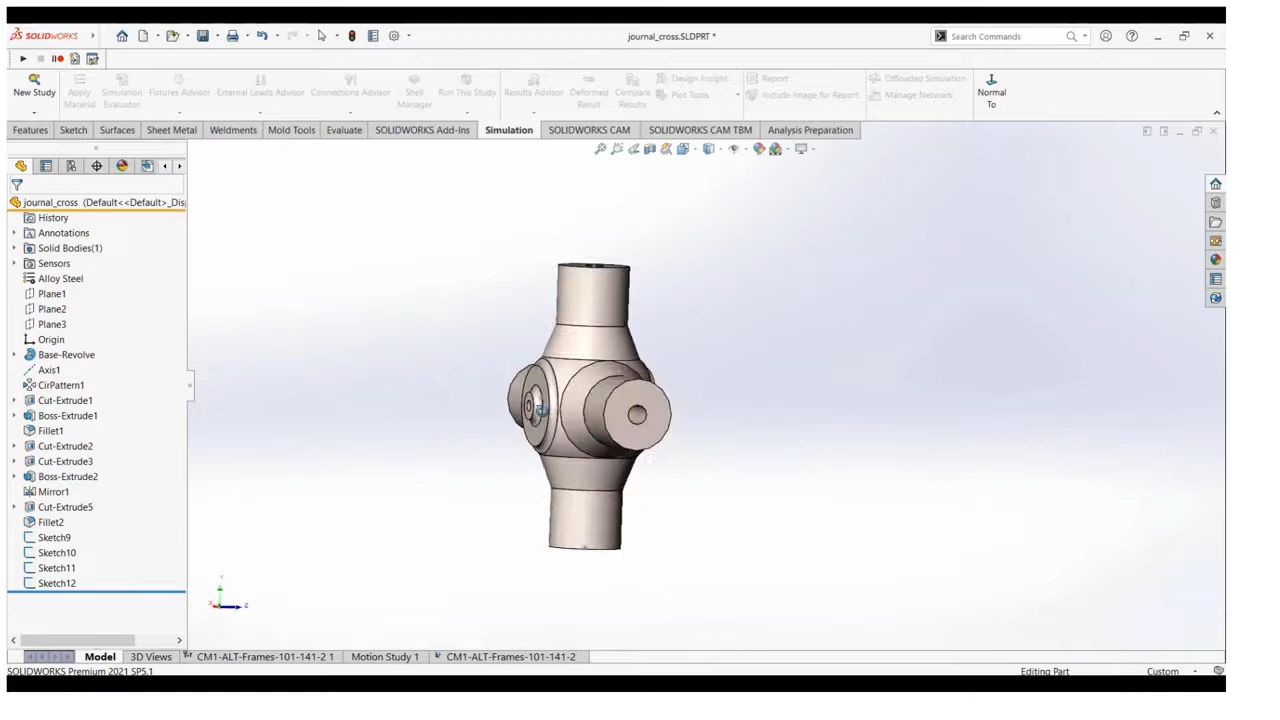 SOLIDWORKS
journal_cross.SLDPRT *
Search Commands
New Study
Apply Material
Simulation Evaluator
Fixtures Advisor
External Loads Advisor
Connections Advisor
Shell Manager
Run This Study
Results Advisor
Deformed Result
Compare Results
Design Insight
Plot Tools
Report
Include Image for Report
Offloaded Simulation
Manage Network
Normal To
Features Sketch Surfaces Sheet Metal Weldments Mold Tools Evaluate SOLIDWORKS Add-Ins Simulation SOLIDWORKS CAM SOLIDWORKS CAM TBM Analysis Preparation
journal_cross (Default<<Default>_Dis
History
Annotations
Solid Bodies(1)
Sensors
Alloy Steel
Plane1
Plane2
Plane3
Origin
Base-Revolve
Axis1
CirPattern1
Cut-Extrude1
Boss-Extrude1
Fillet1
Cut-Extrude2
Cut-Extrude3
Boss-Extrude2
Mirror1
Cut-Extrude5
Fillet2
Sketch9
Sketch10
Sketch11
Sketch12
Y
Z
Model 3D Views CM1-ALT-Frames-101-141-2 1 Motion Study 1 CM1-ALT-Frames-101-141-2
SOLIDWORKS Premium 2021 SP5.1
Editing Part
Custom